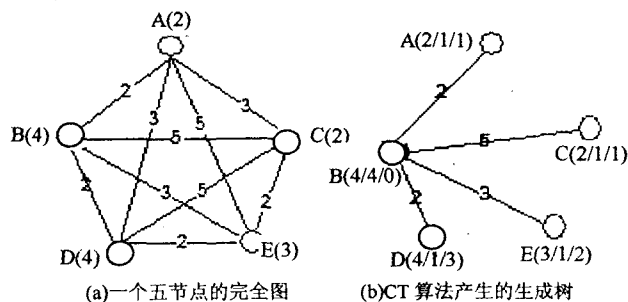 A(2)
2
3
3
5
B(4)
5
C(2)
2
3
5
2
2
D(4)
E(3)
(a)一个五节点的完全图
A(2/1/1)
2
5
C(2/1/1)
B(4/4/0)
2
3
D(4/1/3)
E(3/1/2)
(b)CT 算法产生的生成树